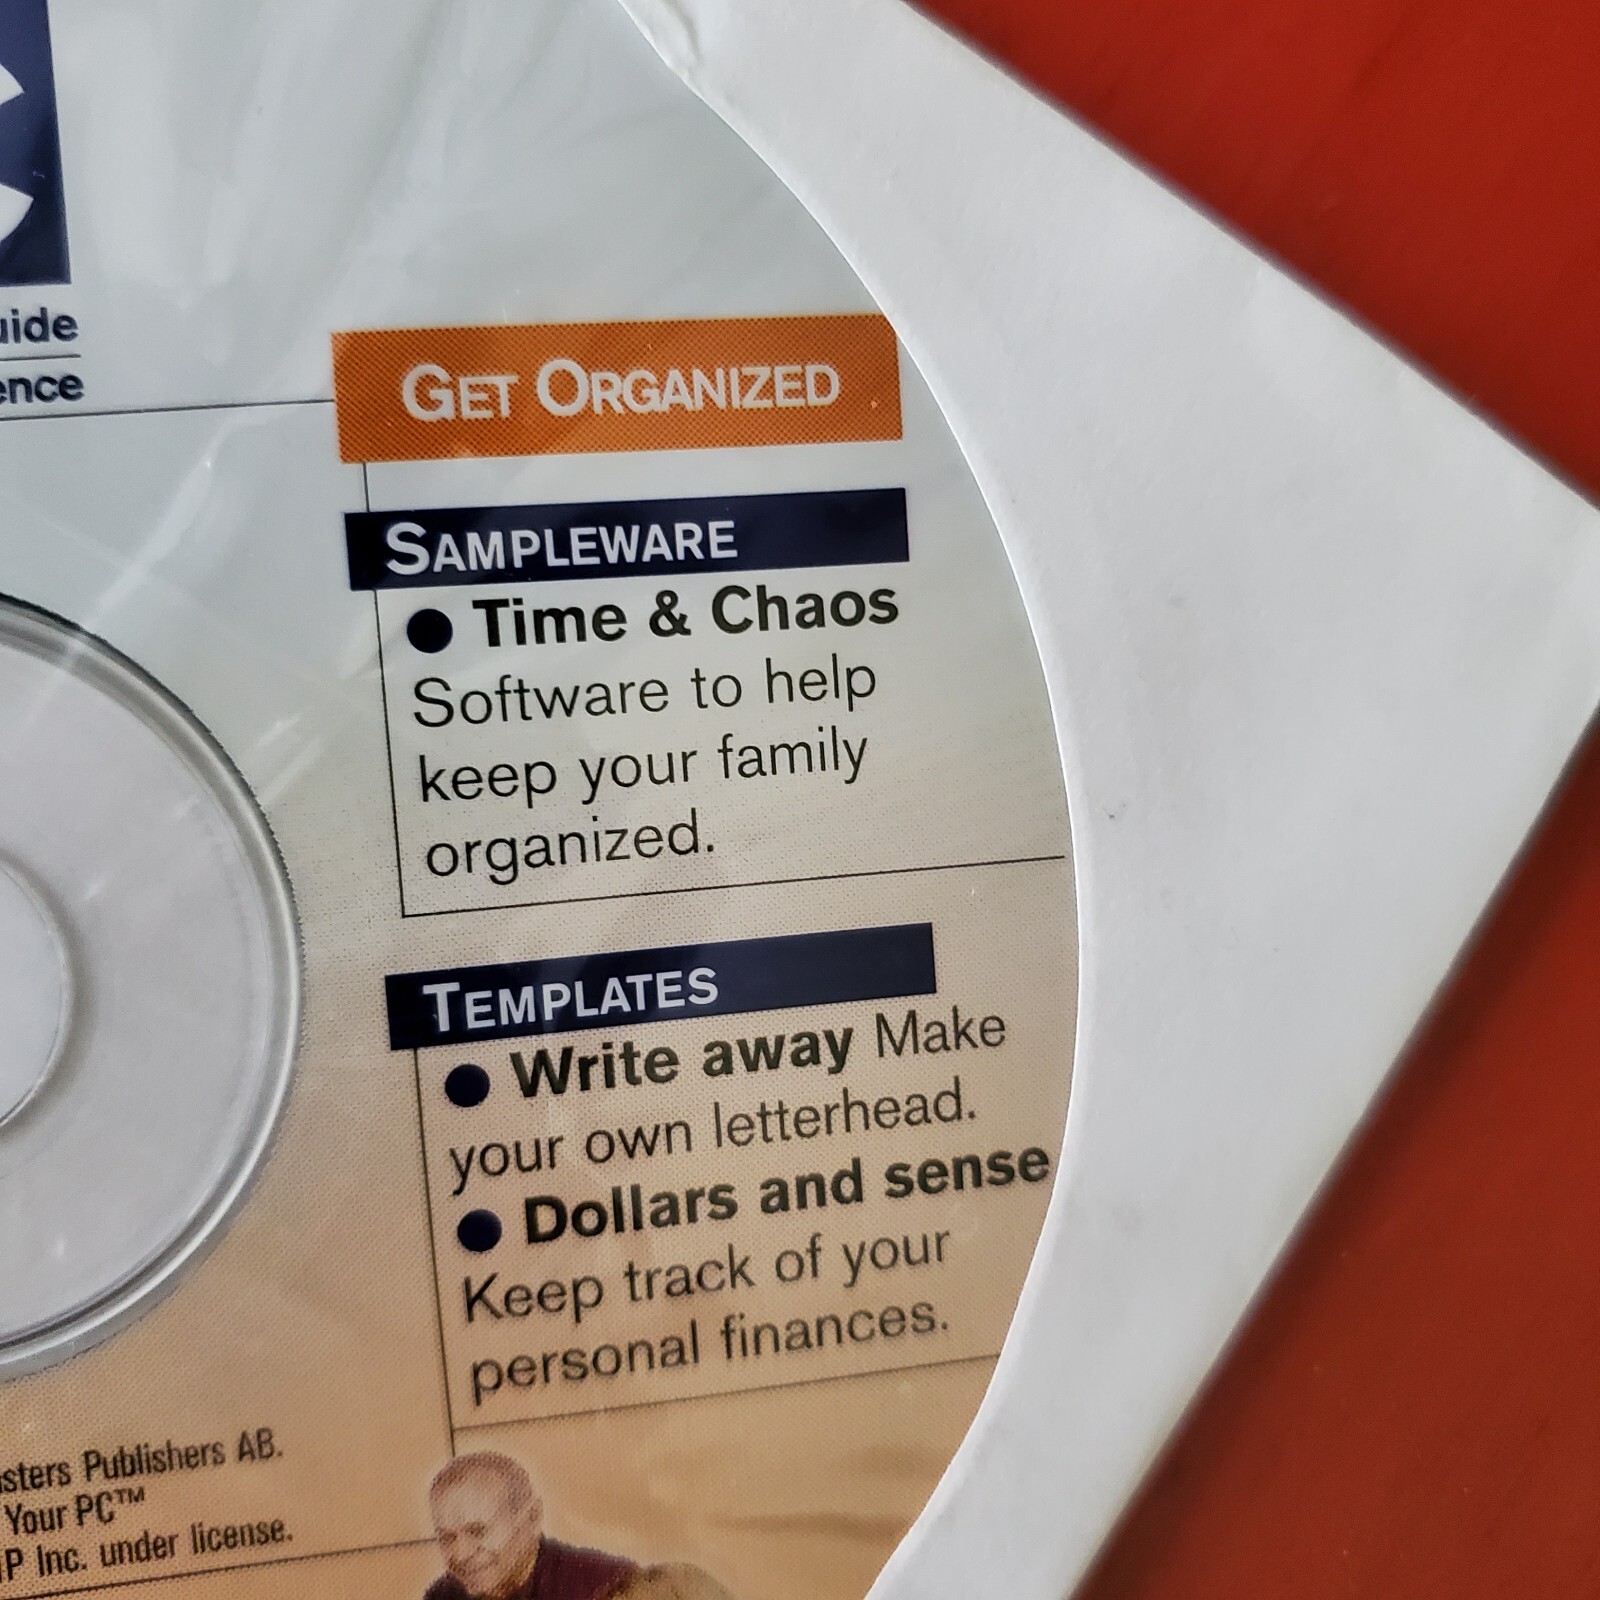 uide
ence
GET ORGANIZED
SAMPLEWARE
● Time & Chaos
Software to help
keep your family
organized.
TEMPLATES
● Write away Make
your own letterhead.
● Dollars and sense
Keep track of your
personal finances.
sters Publishers AB.
Your PC™
P Inc. under license.